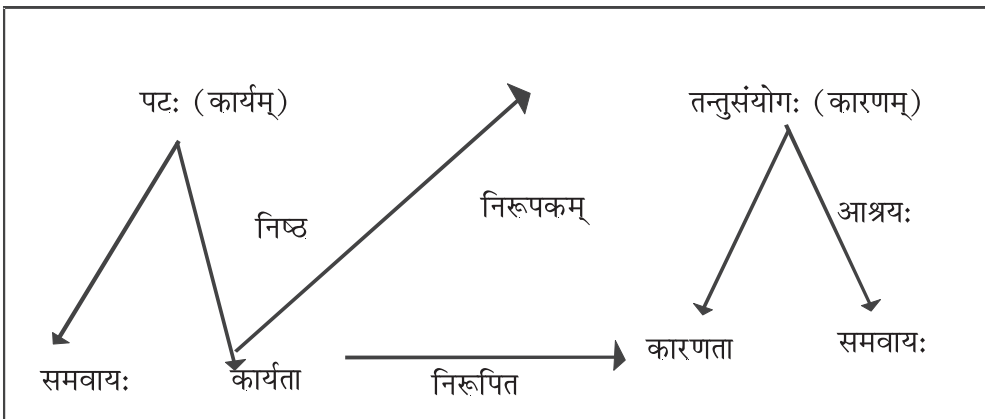 पटः (कार्यम्) तन्तुसंयोगः (कारणम्)
निरूपकम्
आश्रयः
निष्ठ
कारणता समवायः
समवायः कार्यता
निरूपित